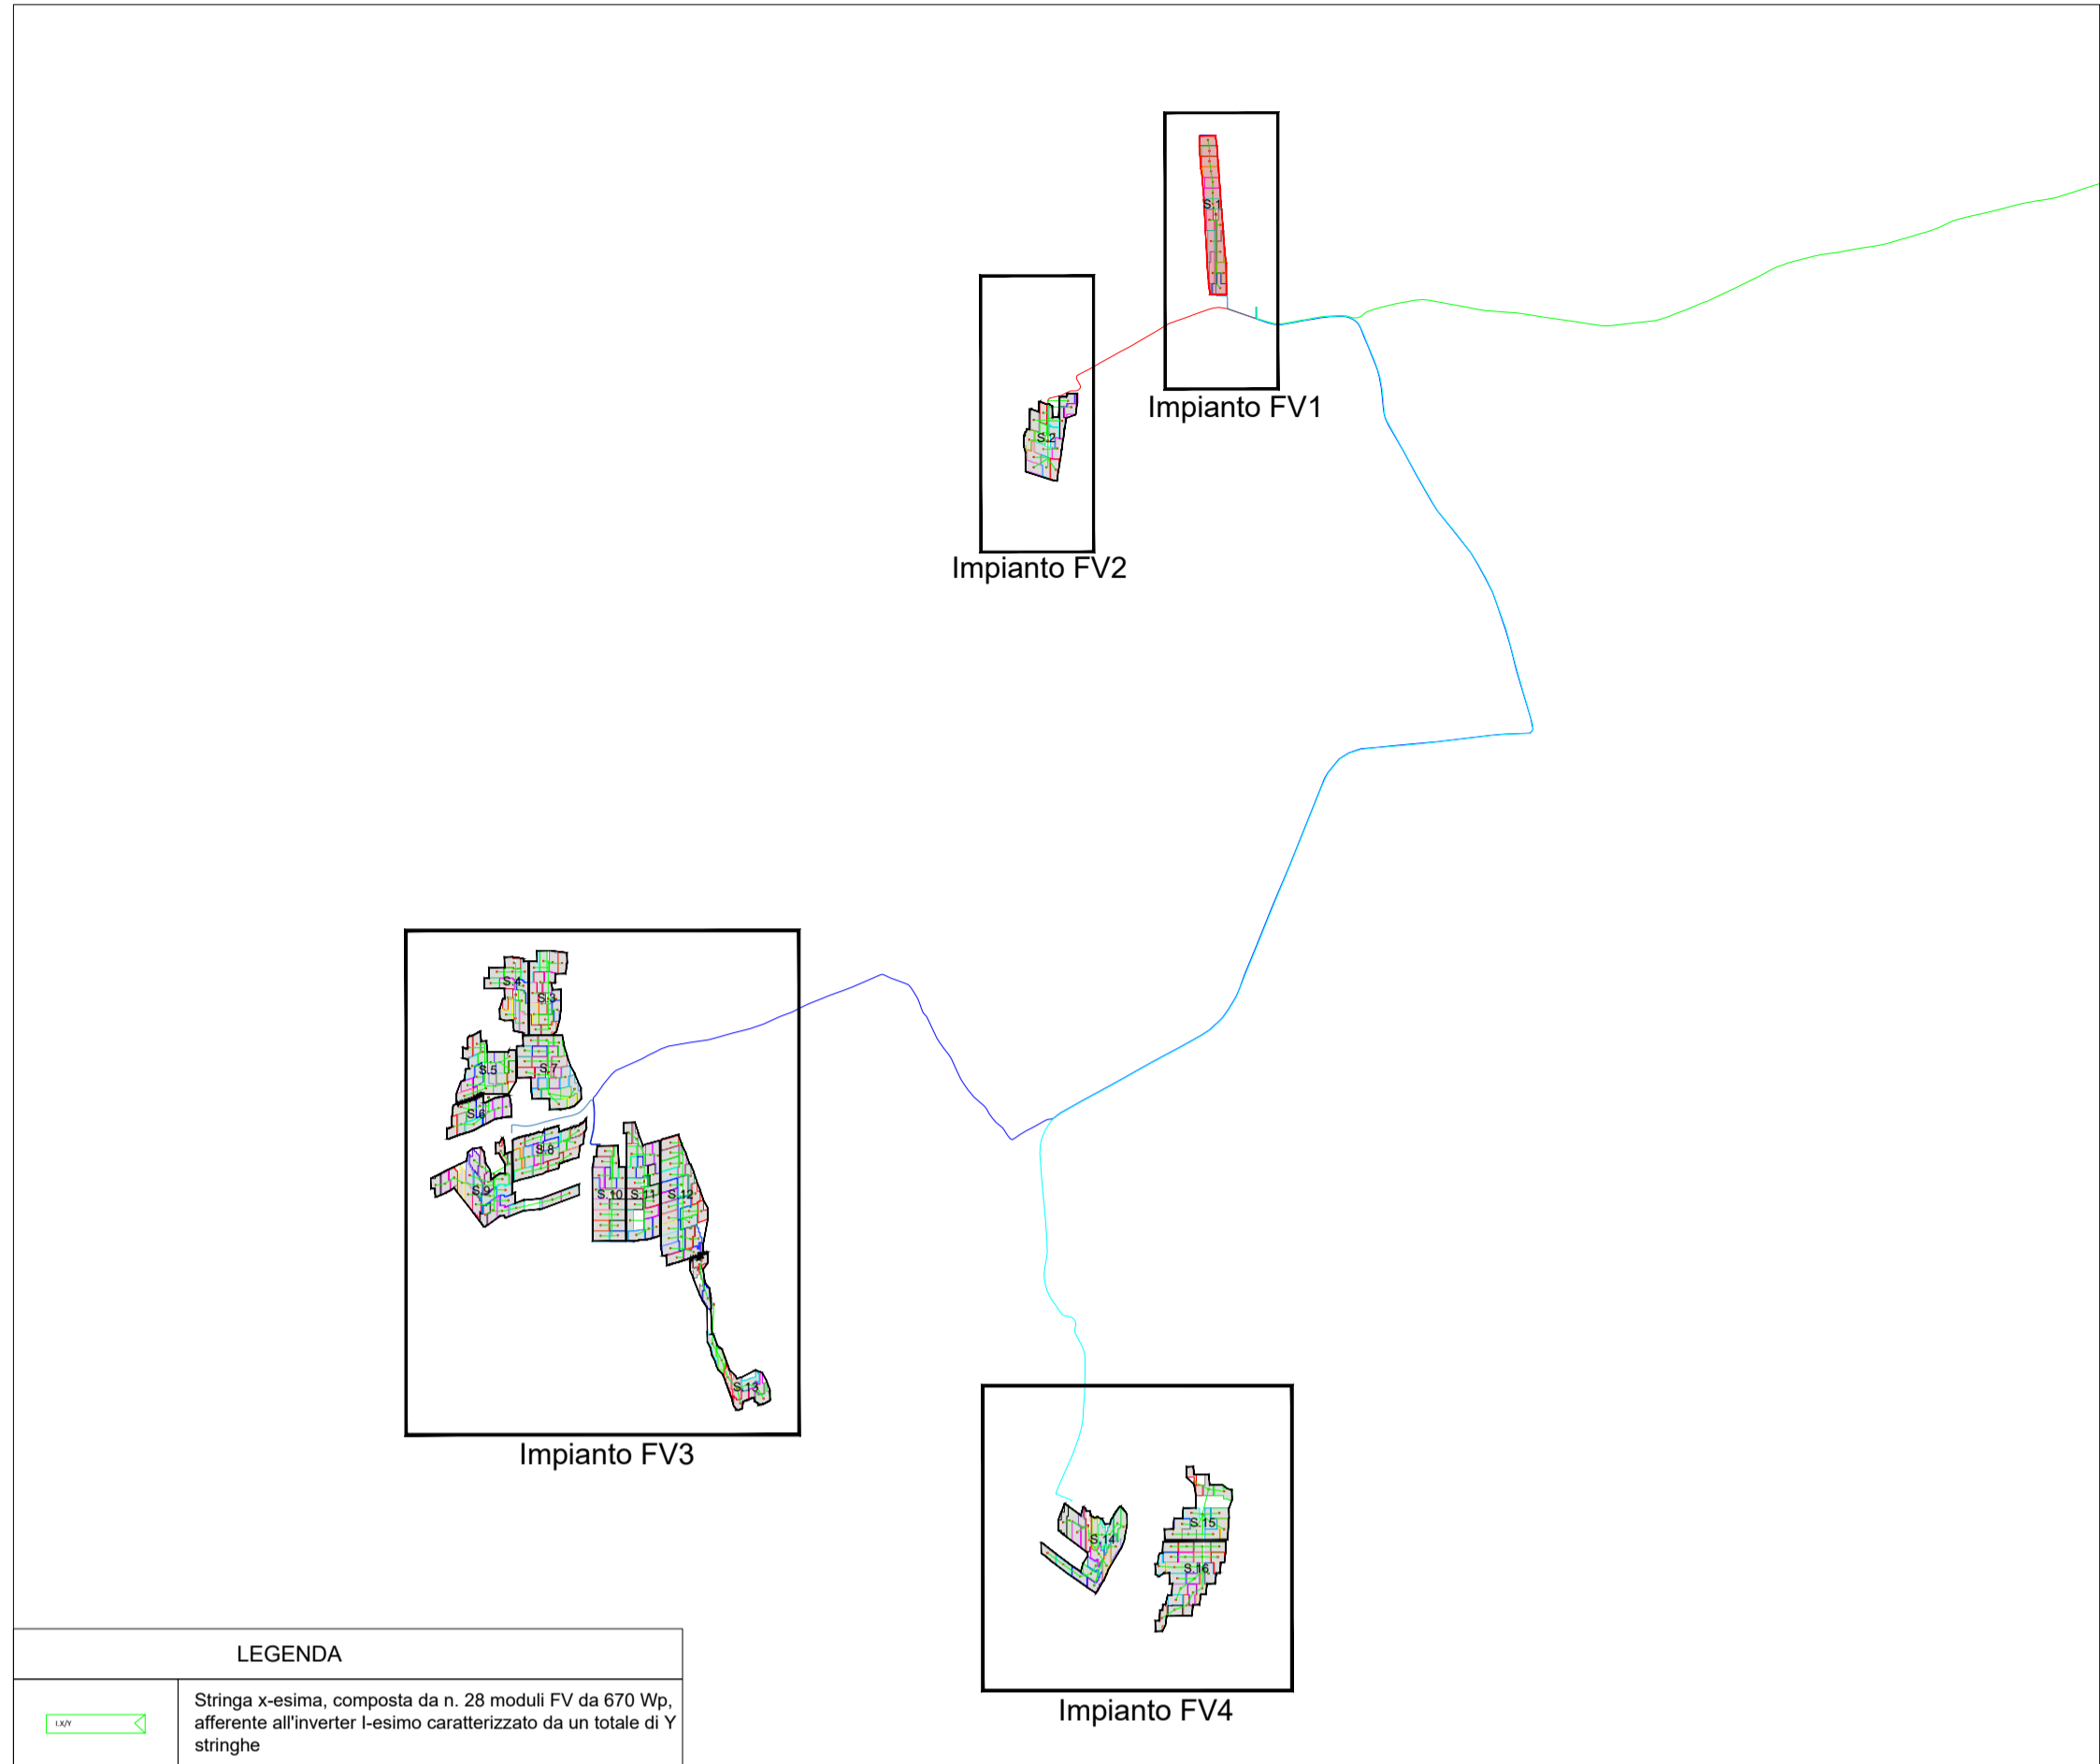 S.1
Impianto FV1
S.2
Impianto FV2
S.4
S.3
S.5
S.7
S.6
S.8
S.9
S.10
S.11
S.12
S.13
Impianto FV3
S.15
S.14
S.16
Impianto FV4
LEGENDA
I.X/Y
Stringa x-esima, composta da n. 28 moduli FV da 670 Wp,
afferente all'inverter I-esimo caratterizzato da un totale di Y
stringhe